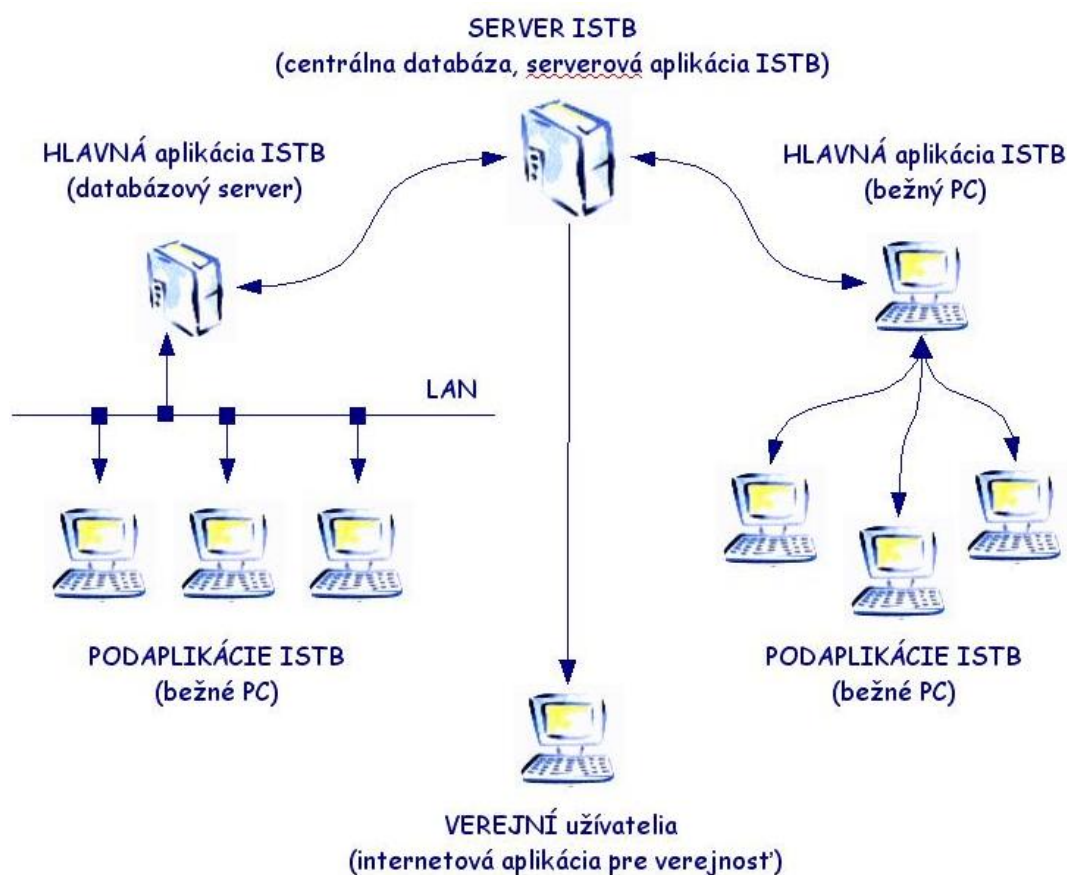 SERVER ISTB
(centrálna databáza, serverová aplikácia ISTB)
HLAVNÁ aplikácia ISTB
(databázový server)
HLAVNÁ aplikácia ISTB
(bežný PC)
LAN
PODAPLIKÁCIE ISTB
(bežné PC)
PODAPLIKÁCIE ISTB
(bežné PC)
VEREJNÍ užívatelia
(internetová aplikácia pre verejnosť)